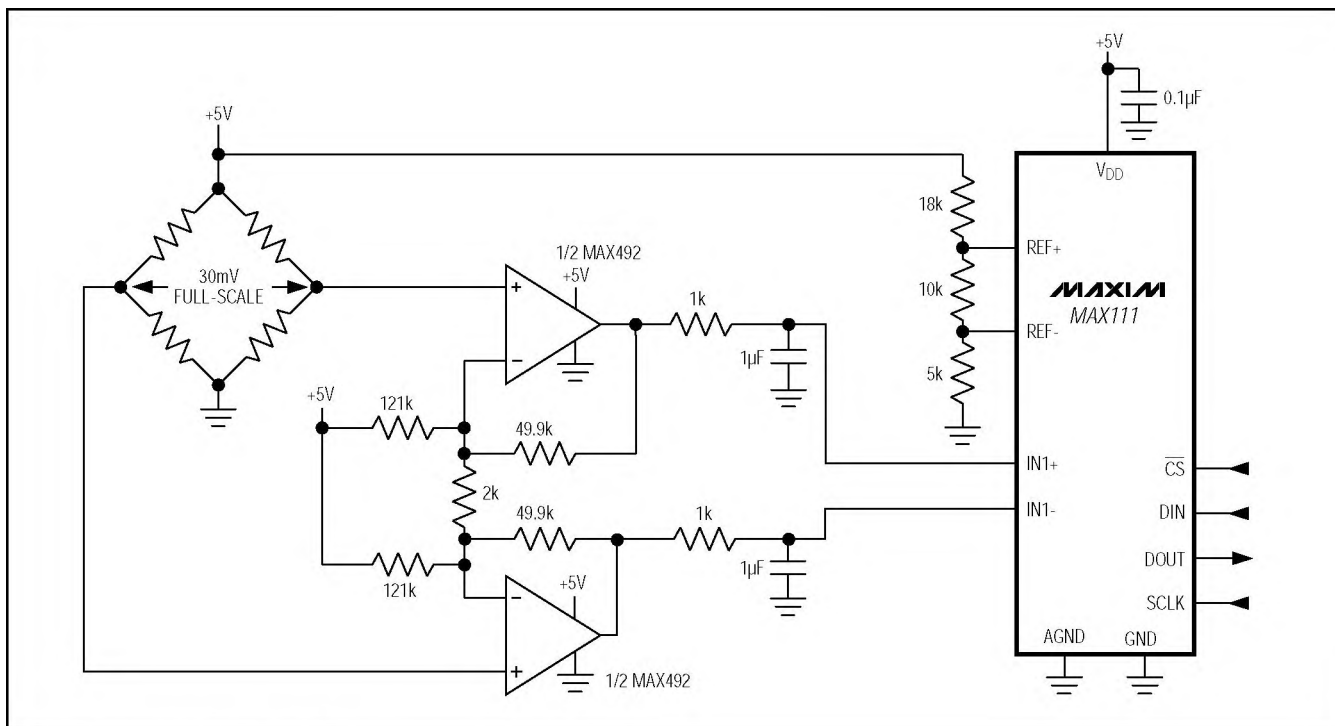 +5V
0.1µF
+5V
VDD
18k
1/2 MAX492
REF+
30mV
FULL-SCALE
+5V
+
1k
10k
MAXIM
MAX111
REF-
−
1µF
5k
+5V
121k
49.9k
IN1+
CS
2k
49.9k
1k
IN1-
DIN
1µF
DOUT
121k
+5V
−
SCLK
AGND
GND
+
1/2 MAX492